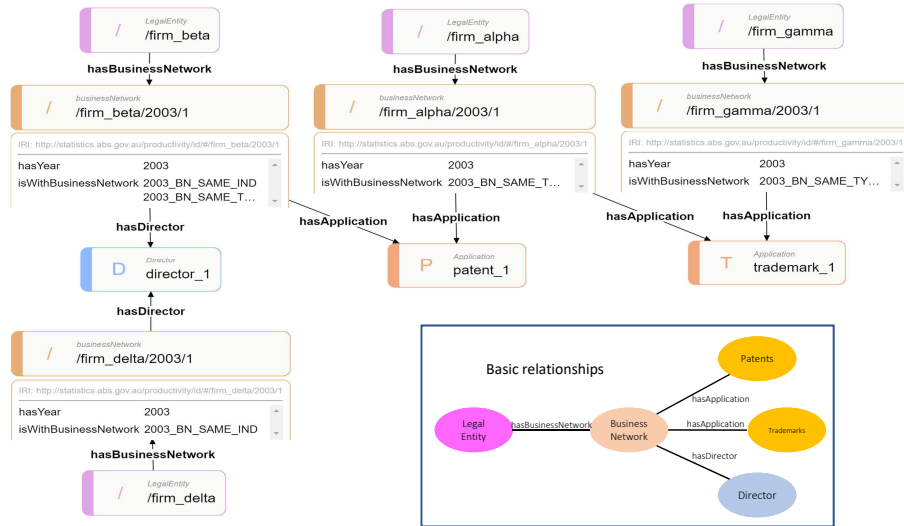 LegalEntity
/
/firm_beta
LegalEntity
/
/firm_alpha
LegalEntity
/
/firm_gamma
hasBusinessNetwork
hasBusinessNetwork
hasBusinessNetwork
businessNetwork
/
/firm_beta/2003/1
businessNetwork
/
/firm_alpha/2003/1
businessNetwork
/
/firm_gamma/2003/1
IRI: http://statistics.abs.gov.au/productivity/id/#/firm_beta/2003/1
hasYear 2003
isWithBusinessNetwork 2003_BN_SAME_IND
2003_BN_SAME_T...
IRI: http://statistics.abs.gov.au/productivity/id/#/firm_alpha/2003/1
hasYear 2003
isWithBusinessNetwork 2003_BN_SAME_T...
IRI: http://statistics.abs.gov.au/productivity/id/#/firm_gamma/2003/1
hasYear 2003
isWithBusinessNetwork 2003_BN_SAME_TY...
hasDirector
hasApplication
hasApplication
hasApplication
hasApplication
Director
D
director_1
Application
P
patent_1
Application
T
trademark_1
hasDirector
businessNetwork
/
/firm_delta/2003/1
IRI: http://statistics.abs.gov.au/productivity/id/#/firm_delta/2003/1
hasYear 2003
isWithBusinessNetwork 2003_BN_SAME_IND
hasBusinessNetwork
LegalEntity
/
/firm_delta
Basic relationships
Patents
hasApplication
Legal
Entity
hasBusinessNetwork
Business
Network
hasApplication
Trademarks
hasDirector
Director